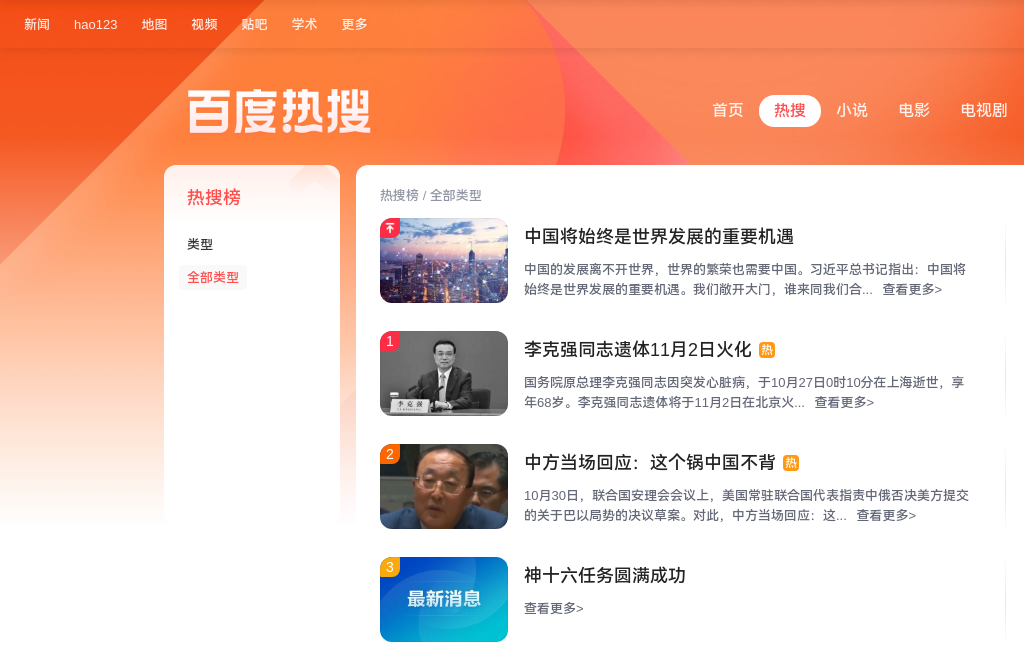 新闻 hao123 地图 视频 贴吧 学术 更多
百度热搜
首页 热搜 小说 电影 电视剧
热搜榜
类型
全部类型
热搜榜 / 全部类型
中国将始终是世界发展的重要机遇
中国的发展离不开世界，世界的繁荣也需要中国。习近平总书记指出：中国将
始终是世界发展的重要机遇。我们敞开大门，谁来同我们合... 查看更多>
1
李克强
李克强同志遗体11月2日火化 热
国务院原总理李克强同志因突发心脏病，于10月27日0时10分在上海逝世，享
年68岁。李克强同志遗体将于11月2日在北京火... 查看更多>
2
中方当场回应：这个锅中国不背 热
10月30日，联合国安理会会议上，美国常驻联合国代表指责中俄否决美方提交
的关于巴以局势的决议草案。对此，中方当场回应：这... 查看更多>
3
最新消息
神十六任务圆满成功
查看更多>